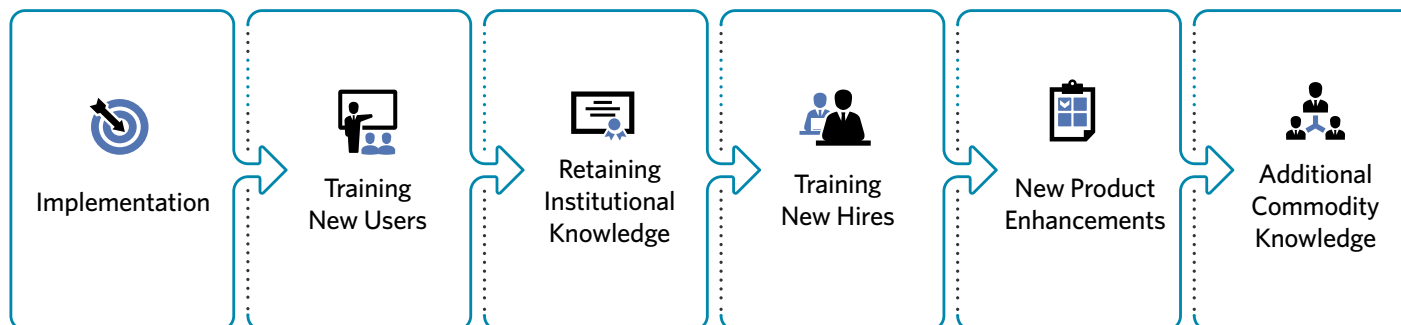 Implementation
Training
New Users
Retaining
Institutional
Knowledge
Training
New Hires
New Product
Enhancements
Additional
Commodity
Knowledge